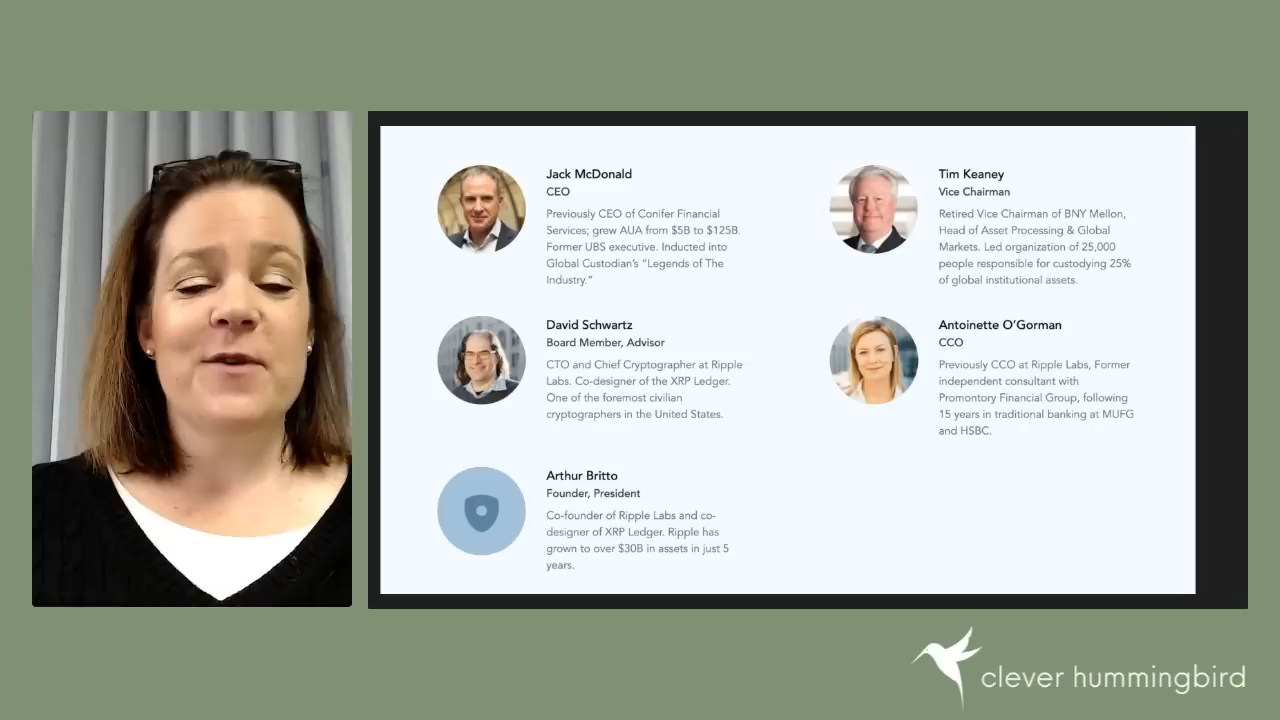 Jack McDonald
CEO
Previously CEO of Conifer Financial
Services; grew AUA from $5B to $125B.
Former UBS executive. Inducted into
Global Custodian's “Legends of The
Industry.”
Tim Keaney
Vice Chairman
Retired Vice Chairman of BNY Mellon,
Head of Asset Processing & Global
Markets. Led organization of 25,000
people responsible for custodying 25%
of global institutional assets.
David Schwartz
Board Member, Advisor
CTO and Chief Cryptographer at Ripple
Labs. Co-designer of the XRP Ledger.
One of the foremost civilian
cryptographers in the United States.
Antoinette O’Gorman
CCO
Previously CCO at Ripple Labs, Former
independent consultant with
Promontory Financial Group, following
15 years in traditional banking at MUFG
and HSBC.
Arthur Britto
Founder, President
Co-founder of Ripple Labs and co-
designer of XRP Ledger. Ripple has
grown to over $30B in assets in just 5
years.
clever hummingbird